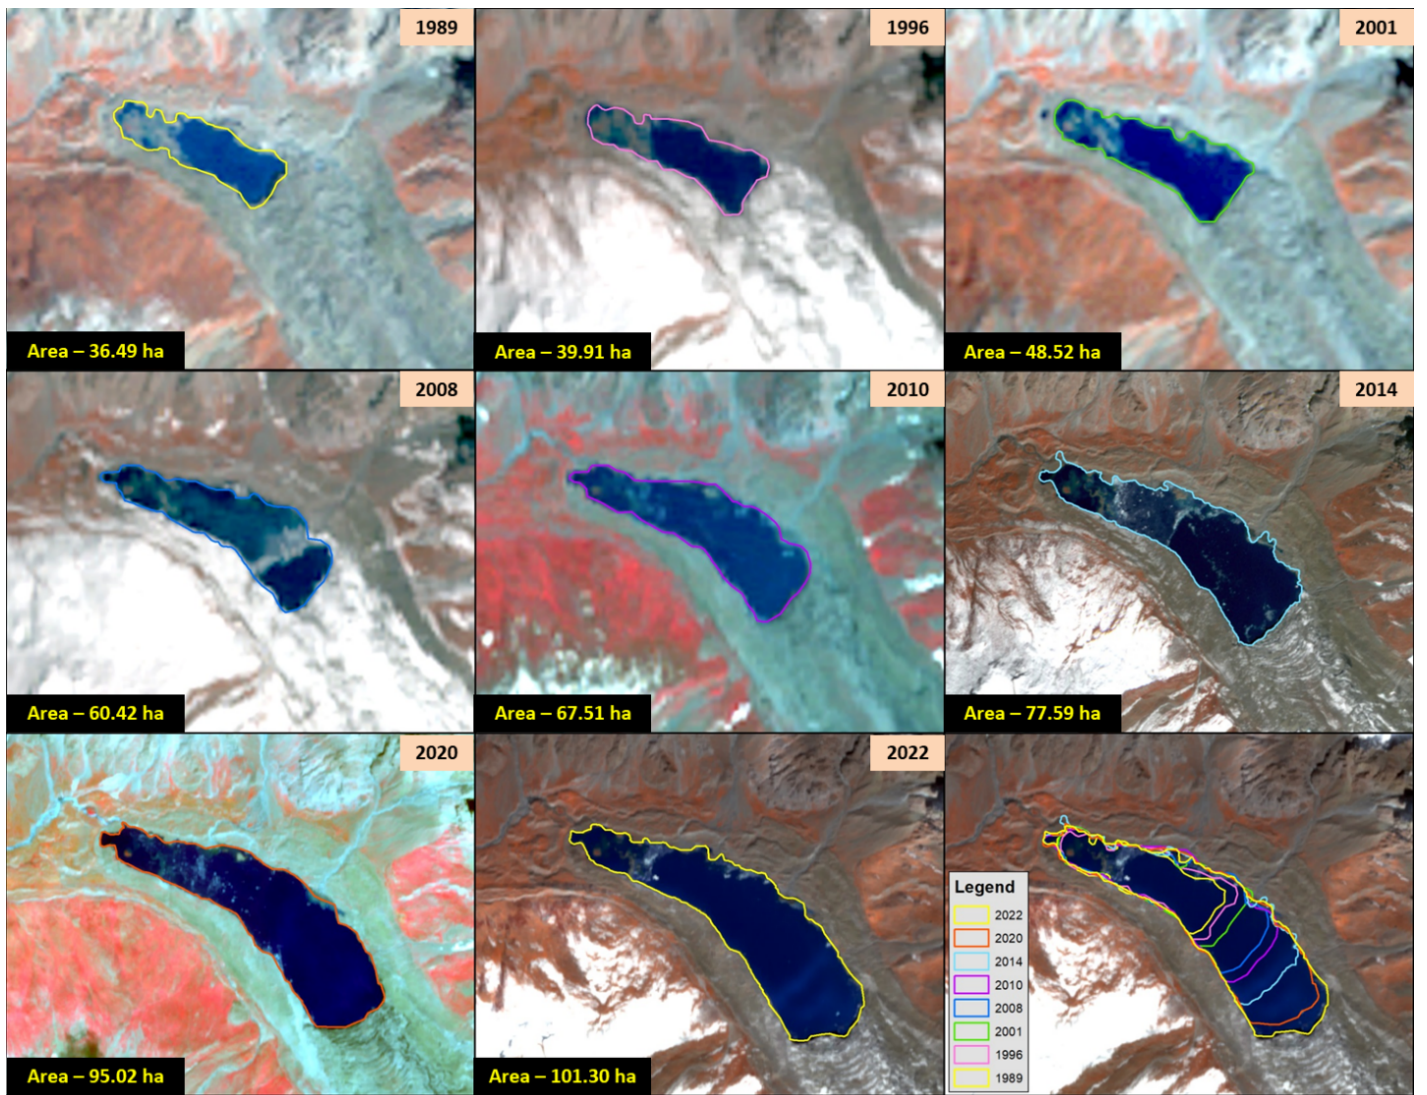 1989
Area – 36.49 ha
1996
Area – 39.91 ha
2001
Area – 48.52 ha
2008
Area – 60.42 ha
2010
Area – 67.51 ha
2014
Area – 77.59 ha
2020
Area – 95.02 ha
2022
Area – 101.30 ha
Legend
2022
2020
2014
2010
2008
2001
1996
1989